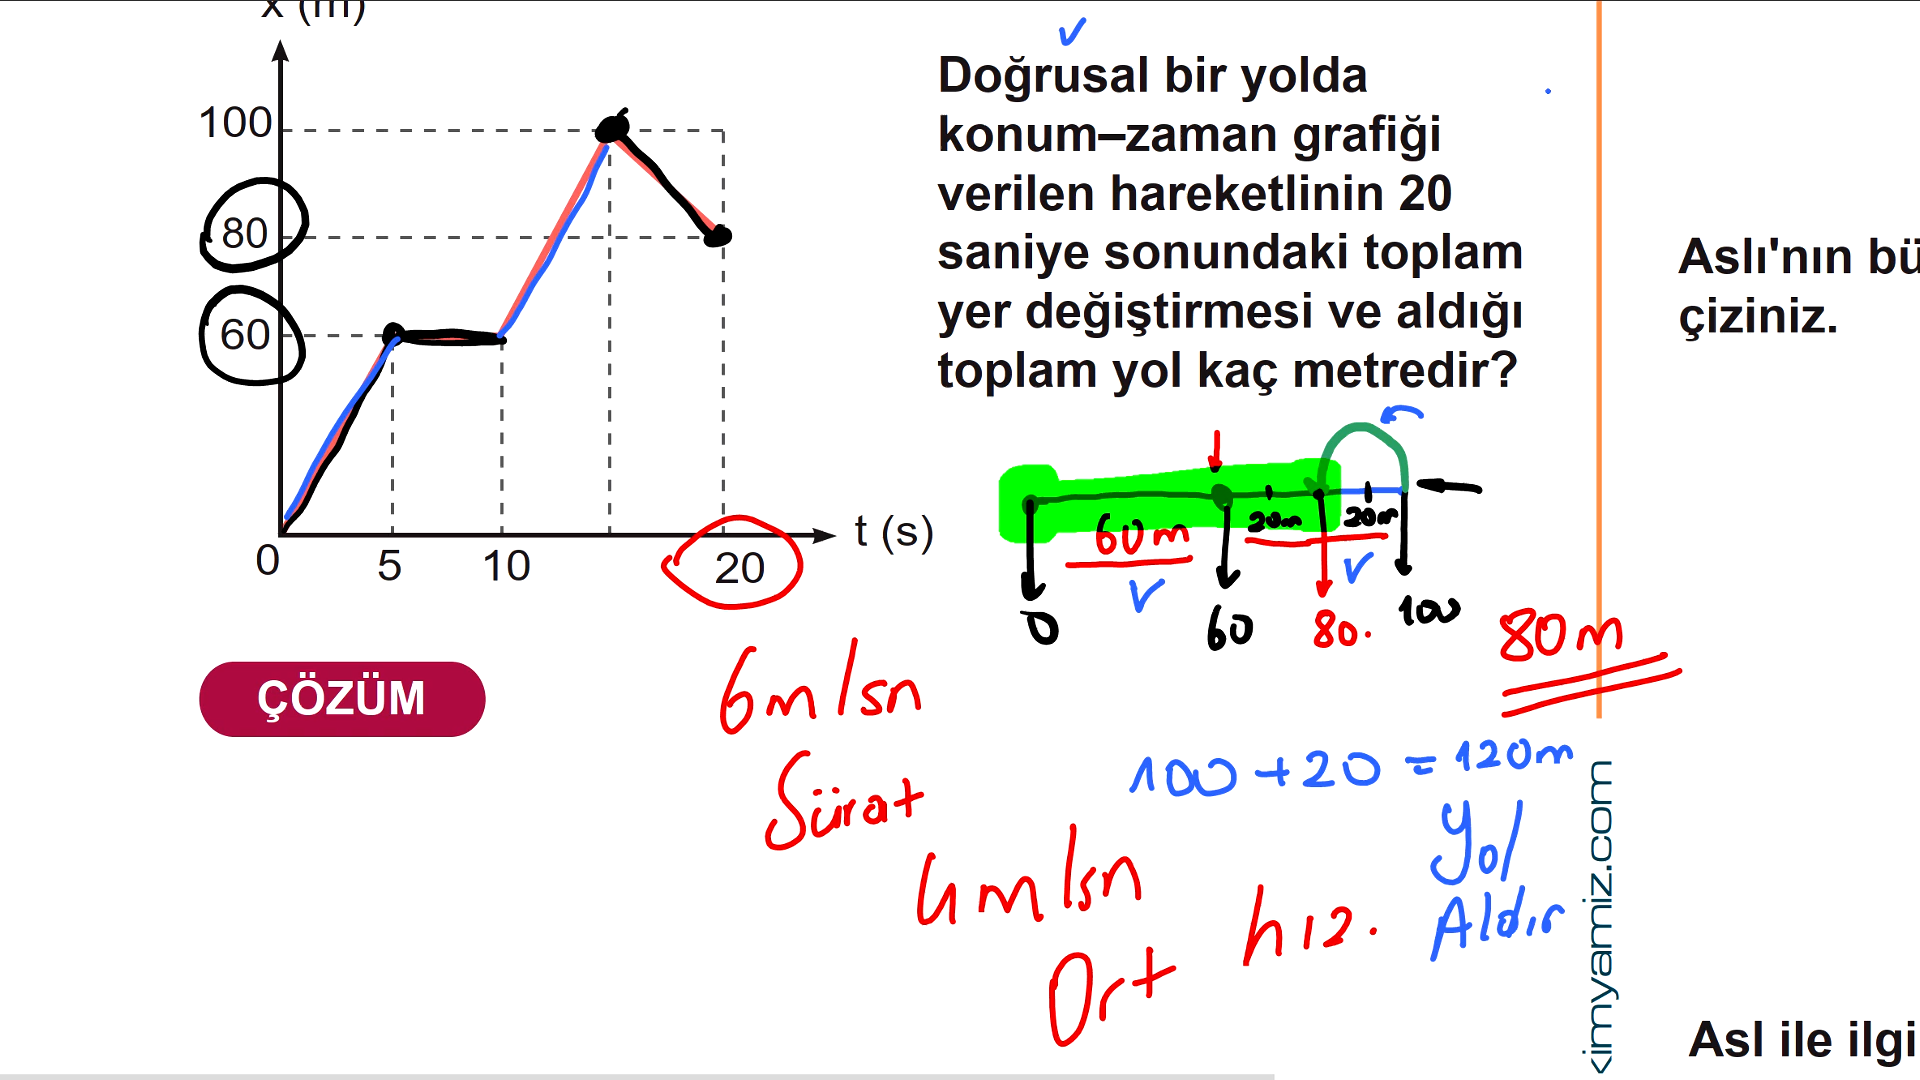 x (m)
100
80
60
0
5
10
20
t (s)
Doğrusal bir yolda
konum–zaman grafiği
verilen hareketlinin 20
saniye sonundaki toplam
yer değiştirmesi ve aldığı
toplam yol kaç metredir?
60m
20m
20m
0
60
80.
100
80m
ÇÖZÜM
6m/sn
Sürat
100+20=120m
Yol
Aldır
4m/sn
Ort hız.
Aslı'nın bü
çiziniz.
kimyamiz.com
Asl ile ilgi